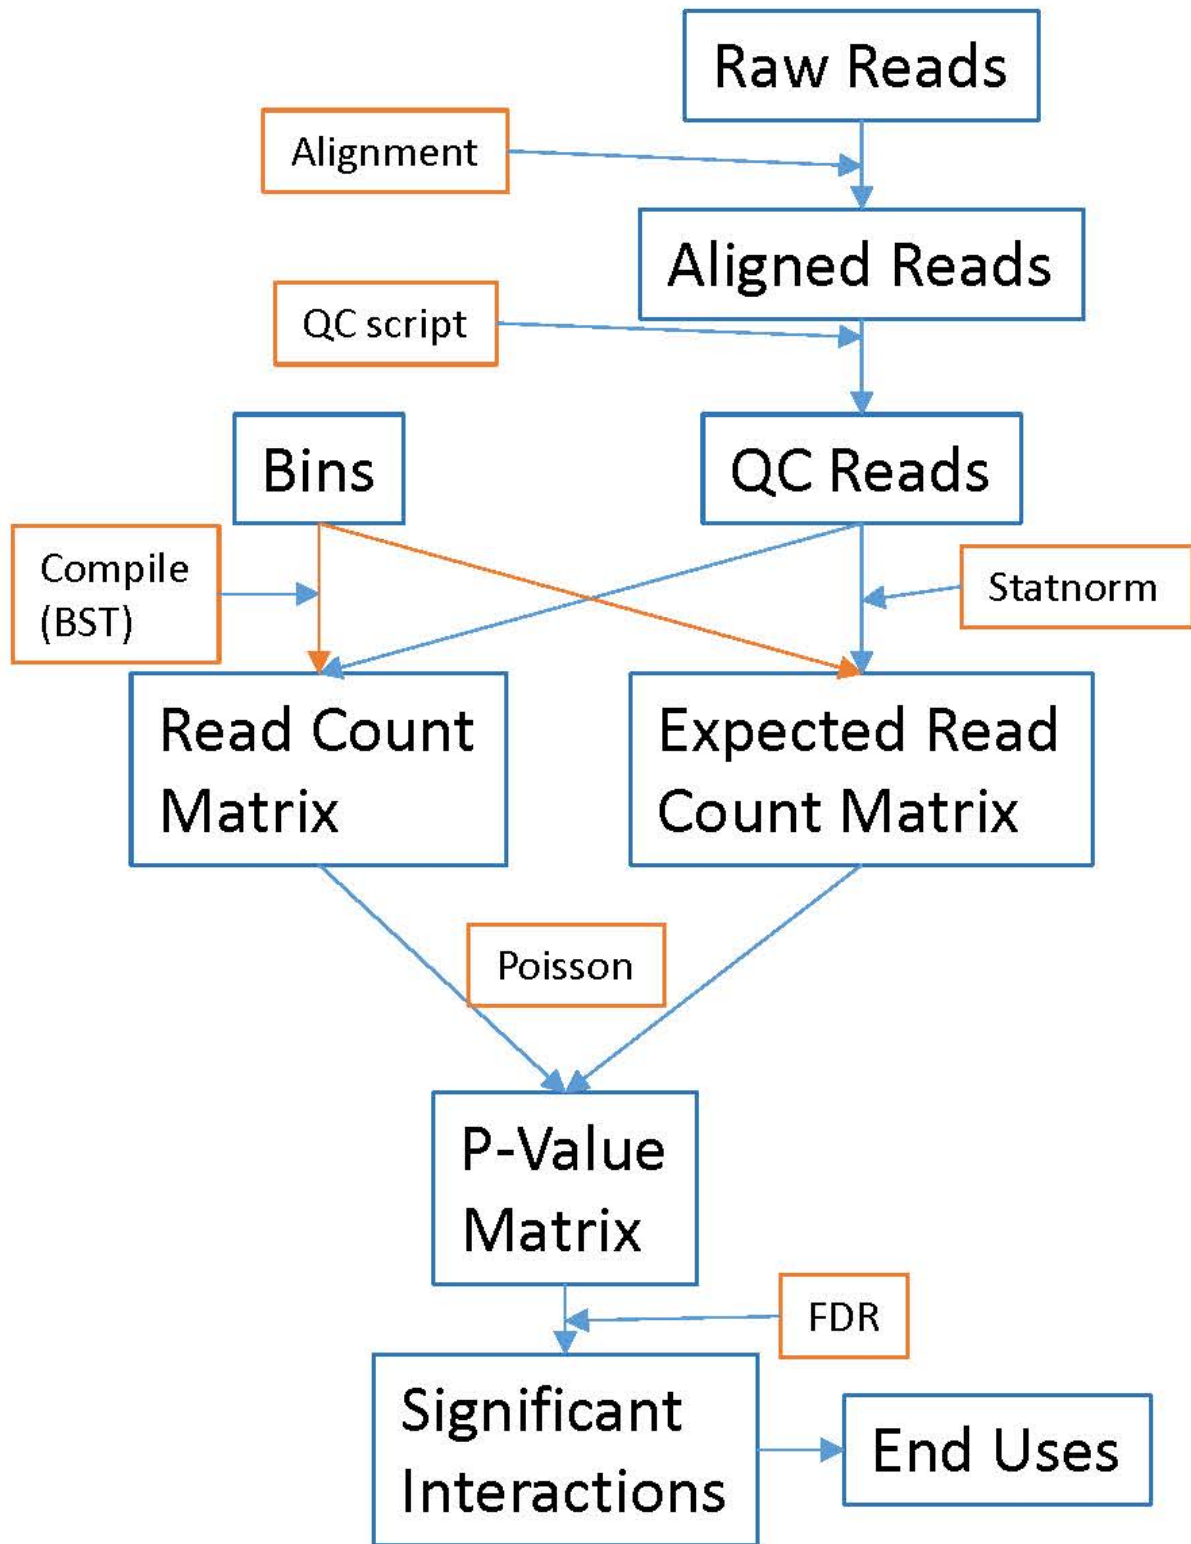 Raw Reads
Alignment
Aligned Reads
QC script
Bins
QC Reads
Compile
(BST)
Statnorm
Read Count
Matrix
Expected Read
Count Matrix
Poisson
P-Value
Matrix
FDR
Significant
Interactions
End Uses